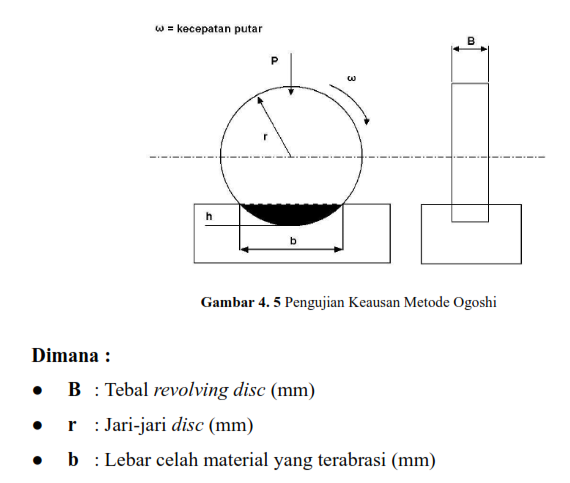 ω = kecepatan putar
B
P
ω
r
h
b
Gambar 4. 5 Pengujian Keausan Metode Ogoshi
Dimana :
● B : Tebal revolving disc (mm)
● r : Jari-jari disc (mm)
● b : Lebar celah material yang terabrasi (mm)